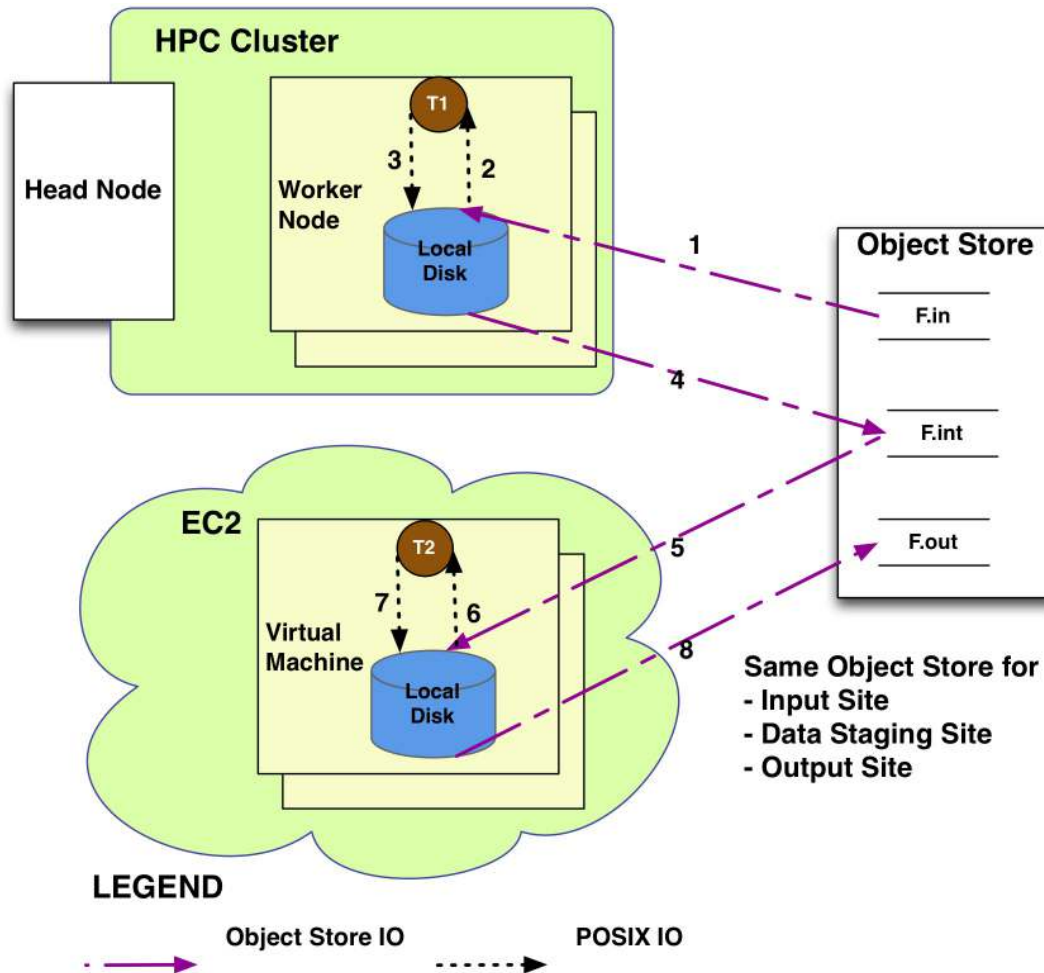 HPC Cluster
Head Node
T1
3
2
Worker
Node
Local
Disk
1
4
Object Store
F.in
F.int
F.out
EC2
T2
7
6
Virtual
Machine
Local
Disk
5
8
Same Object Store for
- Input Site
- Data Staging Site
- Output Site
LEGEND
Object Store IO
POSIX IO